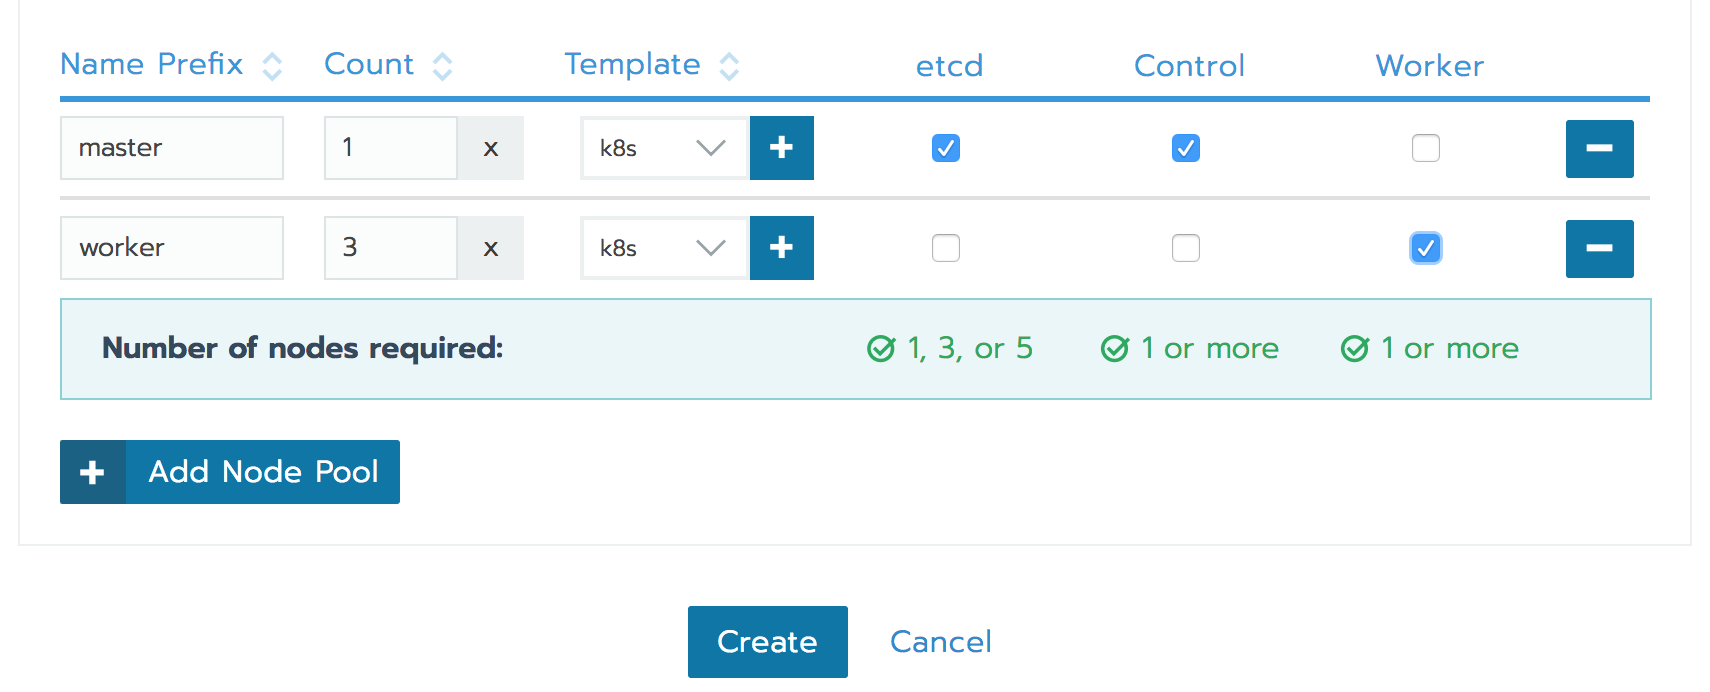 Name Prefix Count Template etcd Control Worker
master 1 x k8s
worker 3 x k8s
Number of nodes required: 1, 3, or 5 1 or more 1 or more
Add Node Pool
Create Cancel